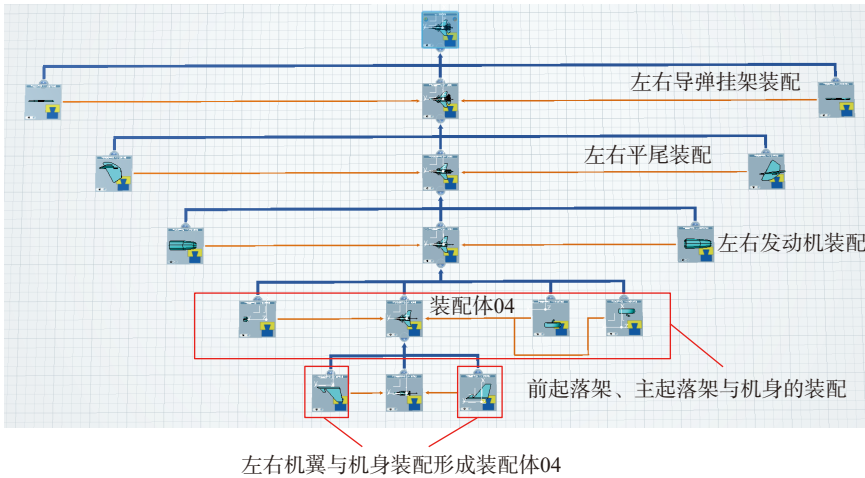 左右导弹挂架装配
左右平尾装配
左右发动机装配
装配体04
前起落架、主起落架与机身的装配
左右机翼与机身装配形成装配体04